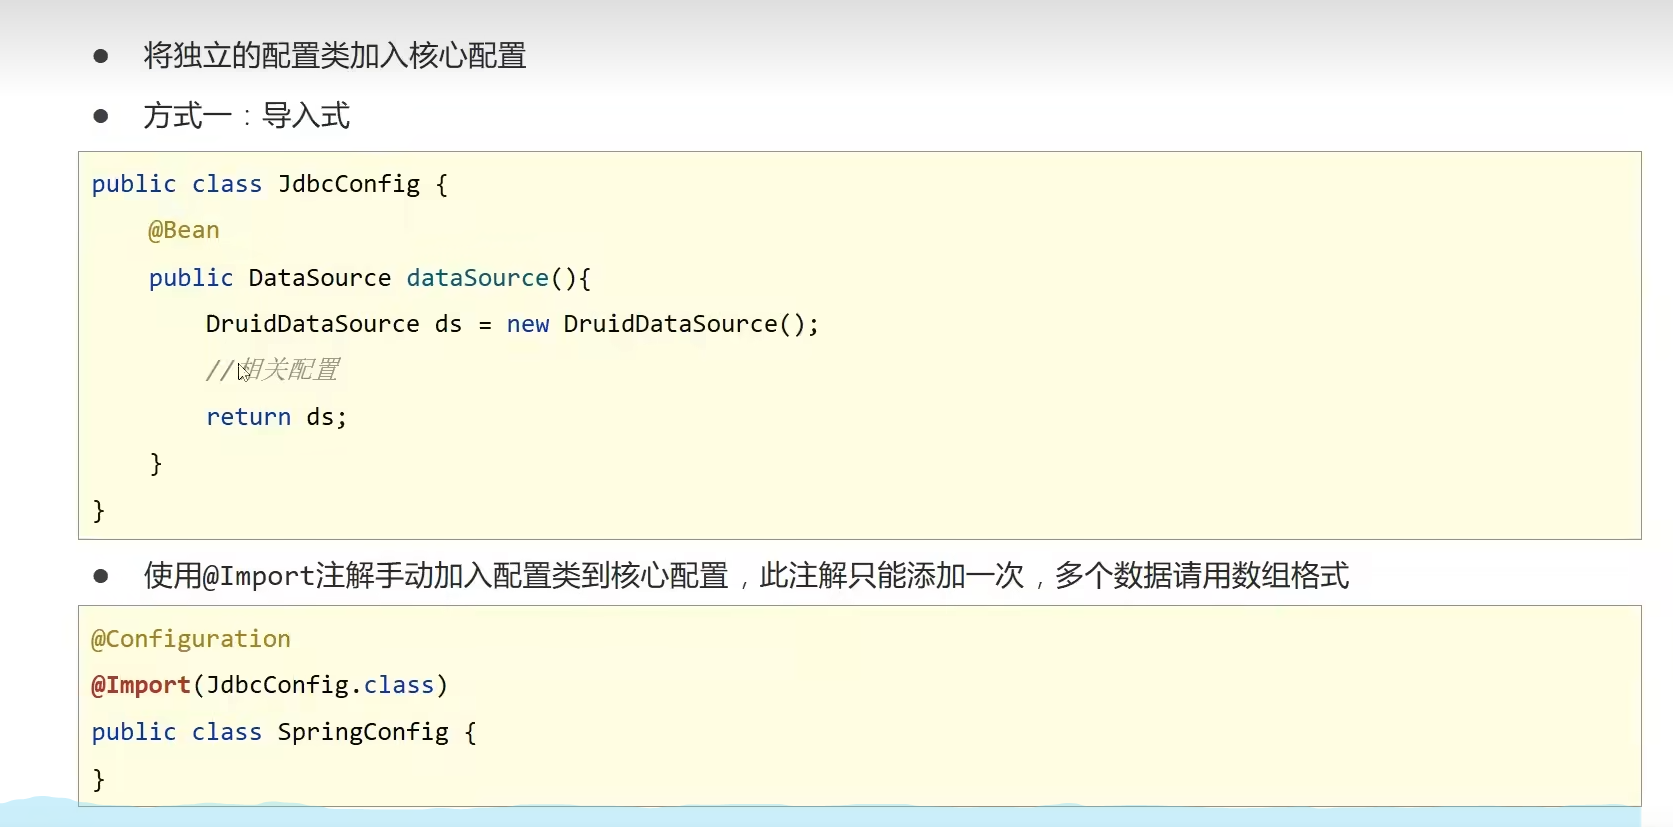 ● 将独立的配置类加入核心配置
● 方式一：导入式
public class JdbcConfig {
    @Bean
    public DataSource dataSource(){
        DruidDataSource ds = new DruidDataSource();
        //相关配置
        return ds;
    }
}
● 使用@Import注解手动加入配置类到核心配置，此注解只能添加一次，多个数据请用数组格式
@Configuration
@Import(JdbcConfig.class)
public class SpringConfig {
}